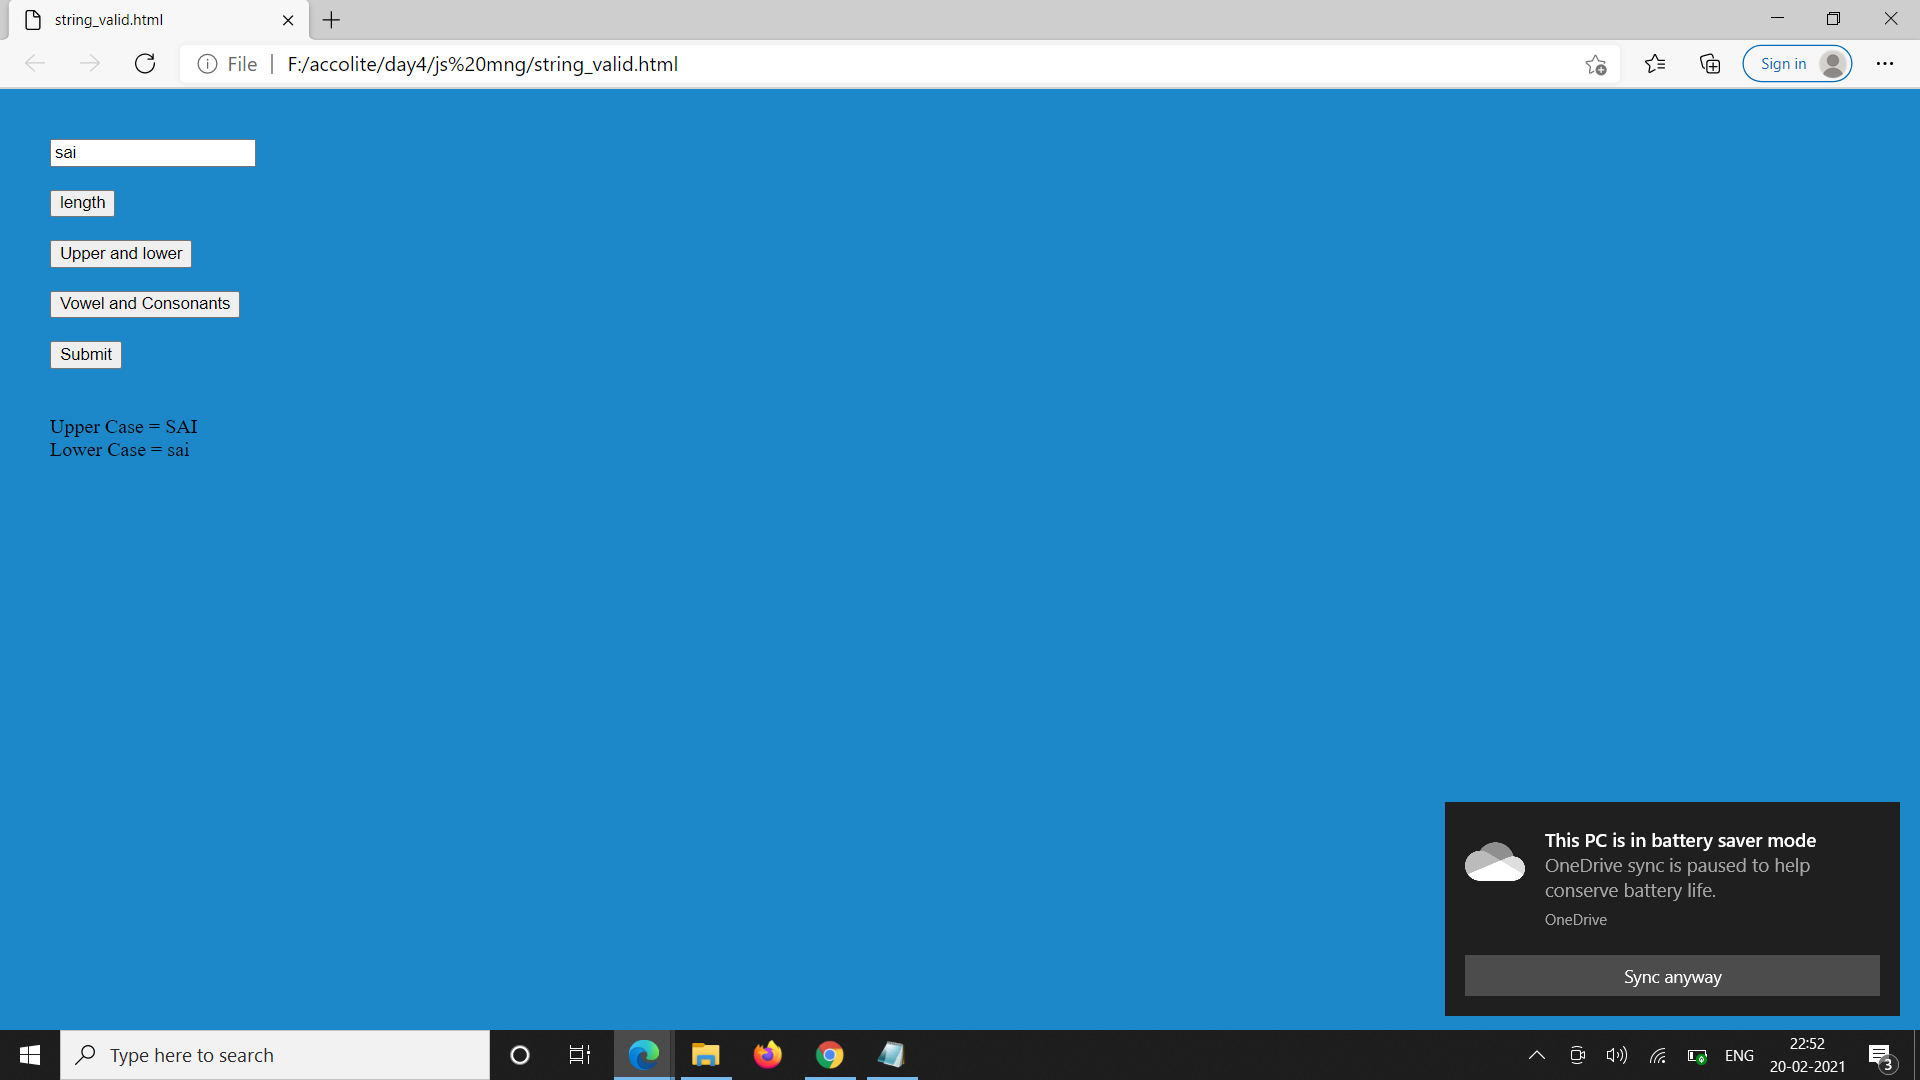 string_valid.html
File
F:/accolite/day4/js%20mng/string_valid.html
Sign in
sai
length
Upper and lower
Vowel and Consonants
Submit
Upper Case = SAI
Lower Case = sai
This PC is in battery saver mode
OneDrive sync is paused to help
conserve battery life.
OneDrive
Sync anyway
Type here to search
ENG
22:52
20-02-2021
3